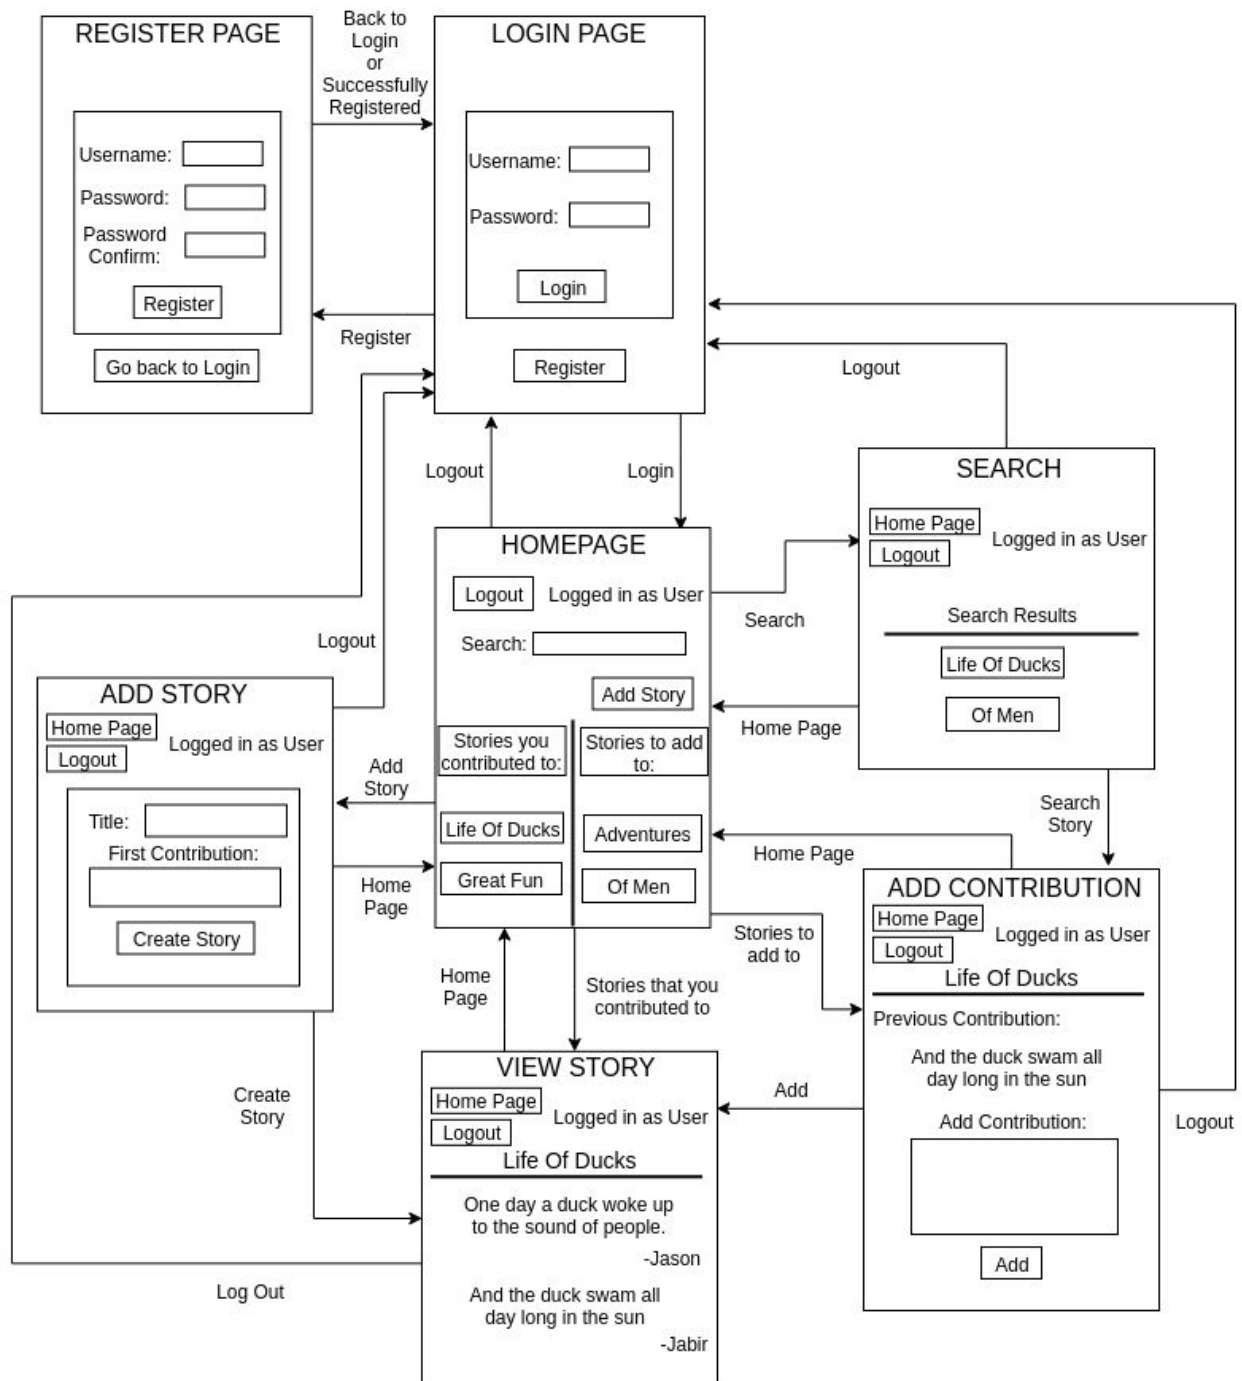 REGISTER PAGE
Username:
Password:
Password
Confirm:
Register
Go back to Login
Back to
Login
or
Successfully
Registered
Register
LOGIN PAGE
Username:
Password:
Login
Register
Logout
Login
Logout
SEARCH
Home Page
Logout
Logged in as User
Search Results
Life Of Ducks
Of Men
HOMEPAGE
Logout
Logged in as User
Search:
Add Story
Stories you
contributed to:
Stories to add
to:
Life Of Ducks
Great Fun
Adventures
Of Men
Search
Home Page
Logout
ADD STORY
Home Page
Logout
Logged in as User
Title:
First Contribution:
Create Story
Add
Story
Home
Page
Search
Story
Home Page
Stories to
add to
ADD CONTRIBUTION
Home Page
Logout
Logged in as User
Life Of Ducks
Previous Contribution:
And the duck swam all
day long in the sun
Add Contribution:
Add
Logout
Home
Page
Stories that you
contributed to
Create
Story
Add
VIEW STORY
Home Page
Logout
Logged in as User
Life Of Ducks
One day a duck woke up
to the sound of people.
-Jason
And the duck swam all
day long in the sun
-Jabir
Log Out